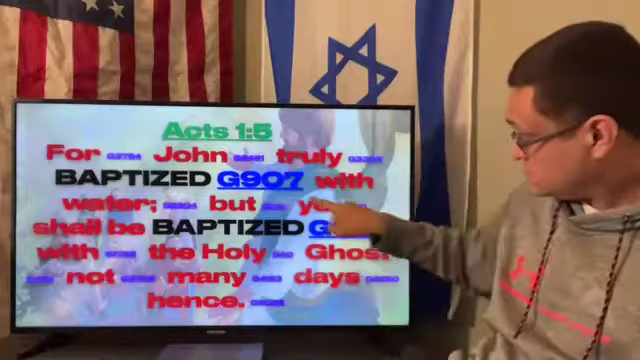 Acts 1:5
For John truly
BAPTIZED G907 with
water; but
shall be BAPTIZED G
with the Holy Ghost
not many days
hence.